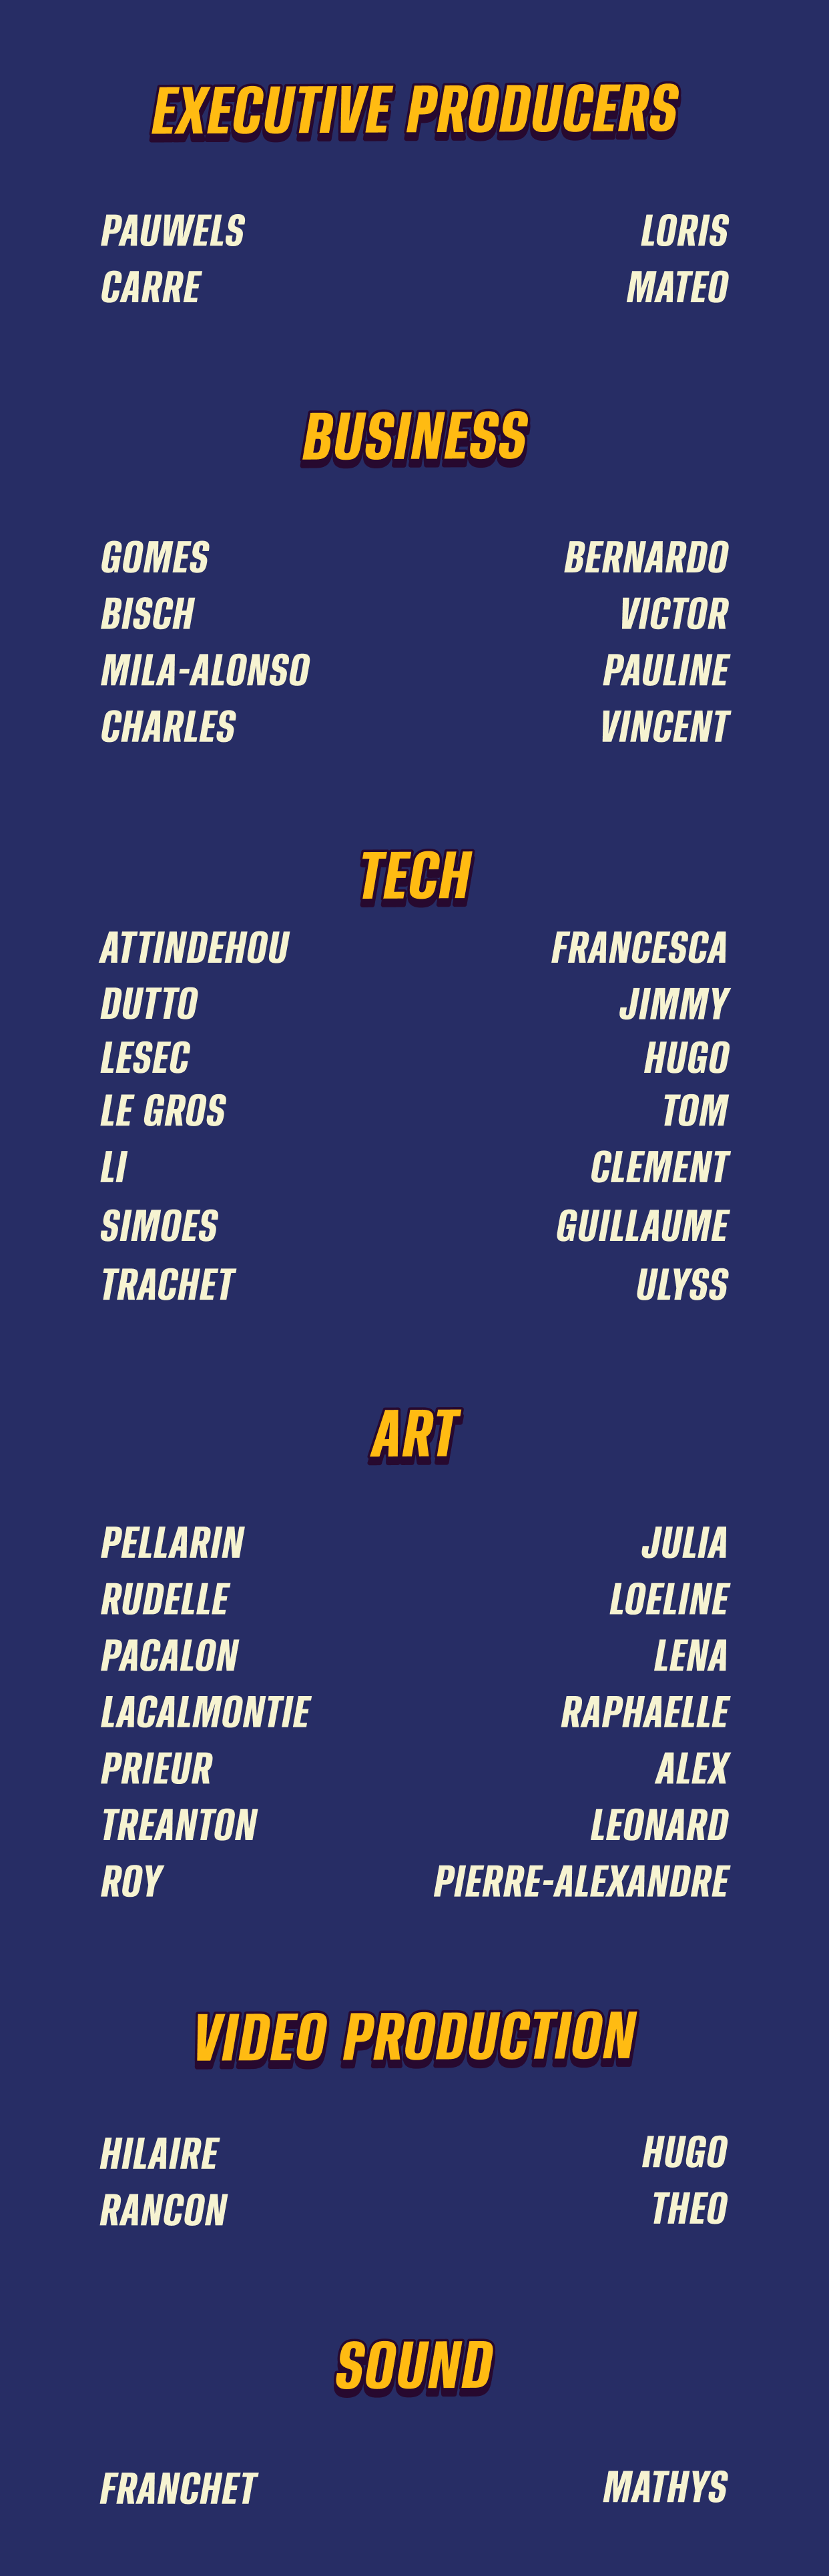 EXECUTIVE PRODUCERS
PAUWELS LORIS
CARRE MATEO
BUSINESS
GOMES BERNARDO
BISCH VICTOR
MILA-ALONSO PAULINE
CHARLES VINCENT
TECH
ATTINDEHOU FRANCESCA
DUTTO JIMMY
LESEC HUGO
LE GROS TOM
LI CLEMENT
SIMOES GUILLAUME
TRACHET ULYSS
ART
PELLARIN JULIA
RUDELLE LOELINE
PACALON LENA
LACALMONTIE RAPHAELLE
PRIEUR ALEX
TREANTON LEONARD
ROY PIERRE-ALEXANDRE
VIDEO PRODUCTION
HILAIRE HUGO
RANCON THEO
SOUND
FRANCHET MATHYS